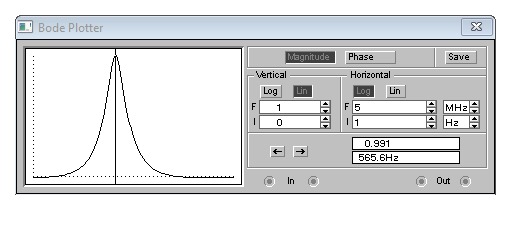 Bode Plotter
Magnitude Phase Save
Vertical Horizontal
Log Lin Log Lin
F 1 F 5 MHz
I 0 I 1 Hz
0.991
565.6Hz
In Out